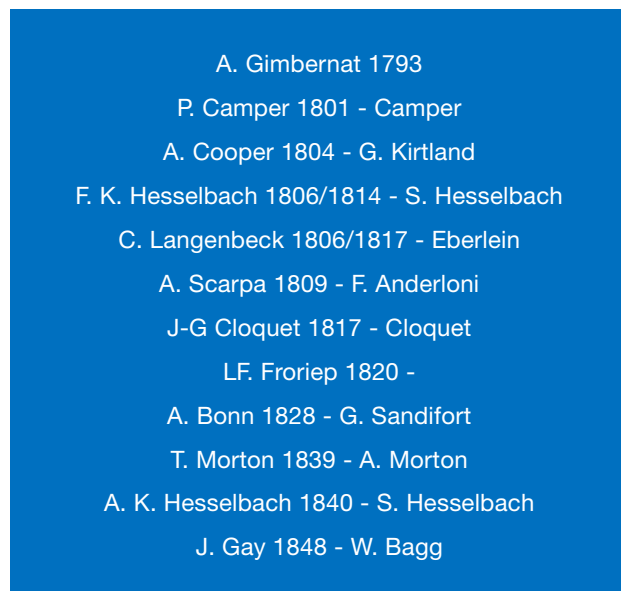 A. Gimbernat 1793
P. Camper 1801 - Camper
A. Cooper 1804 - G. Kirtland
F. K. Hesselbach 1806/1814 - S. Hesselbach
C. Langenbeck 1806/1817 - Eberlein
A. Scarpa 1809 - F. Anderloni
J-G Cloquet 1817 - Cloquet
LF. Froriep 1820 -
A. Bonn 1828 - G. Sandifort
T. Morton 1839 - A. Morton
A. K. Hesselbach 1840 - S. Hesselbach
J. Gay 1848 - W. Bagg